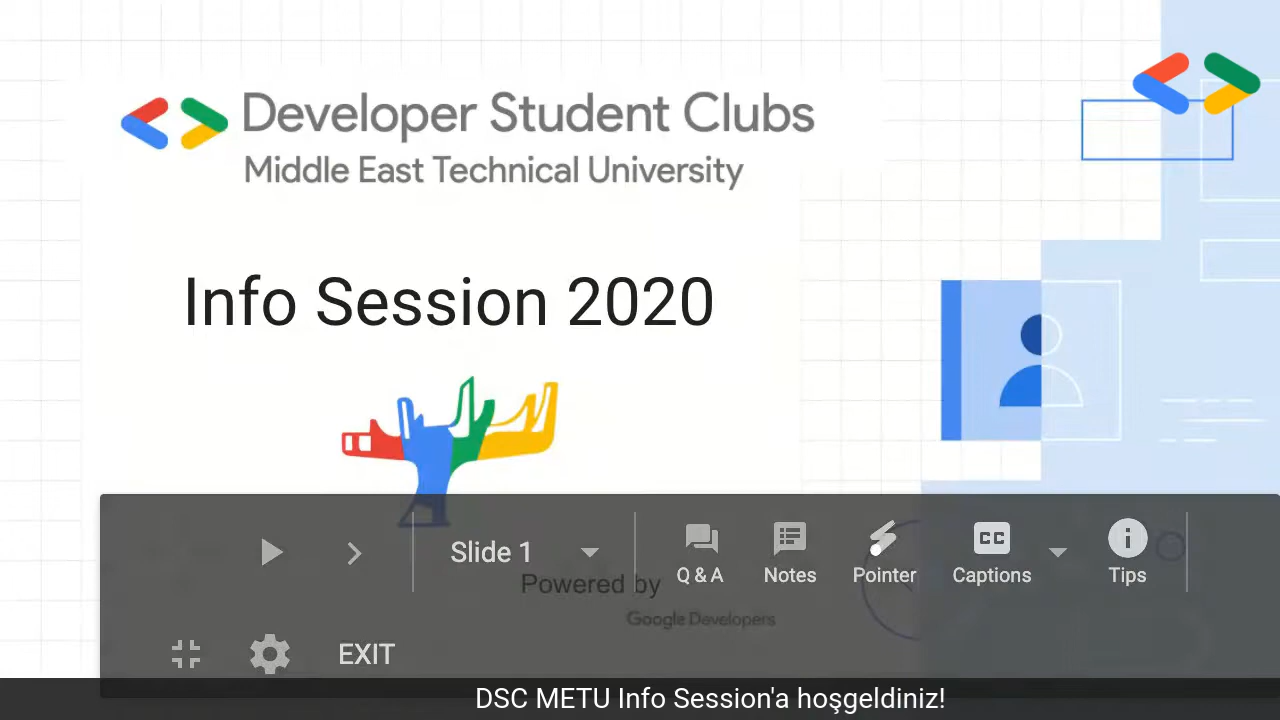 Developer Student Clubs
Middle East Technical University
Info Session 2020
Slide 1
Q & A
Notes
Pointer
CC
Captions
Tips
Powered by
Google Developers
EXIT
DSC METU Info Session'a hoşgeldiniz!